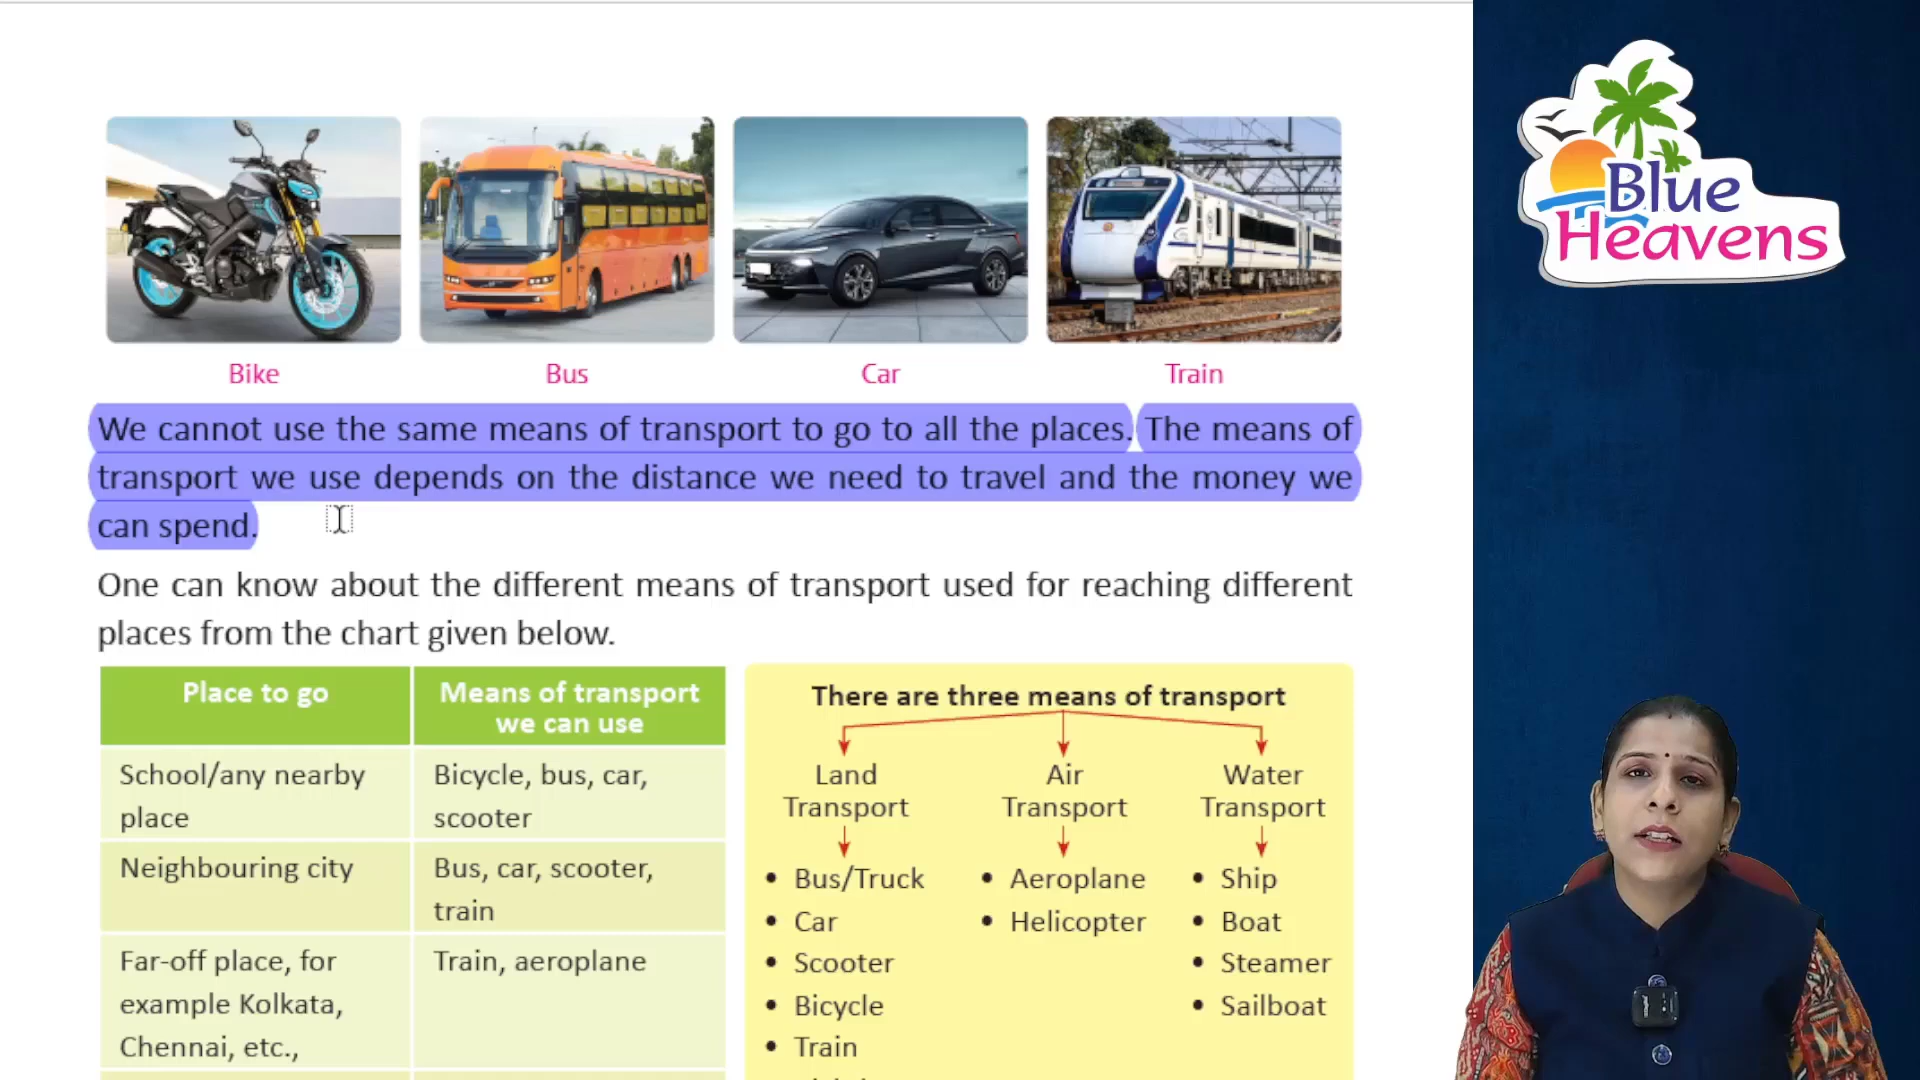 Blue
Heavens
Bike
Bus
Car
Train
We cannot use the same means of transport to go to all the places. The means of
transport we use depends on the distance we need to travel and the money we
can spend.
One can know about the different means of transport used for reaching different
places from the chart given below.
Place to go
Means of transport
we can use
School/any nearby
place
Bicycle, bus, car,
scooter
Neighbouring city
Bus, car, scooter,
train
Far-off place, for
example Kolkata,
Chennai, etc.,
Train, aeroplane
There are three means of transport
Land
Transport
• Bus/Truck
• Car
• Scooter
• Bicycle
• Train
Air
Transport
• Aeroplane
• Helicopter
Water
Transport
• Ship
• Boat
• Steamer
• Sailboat